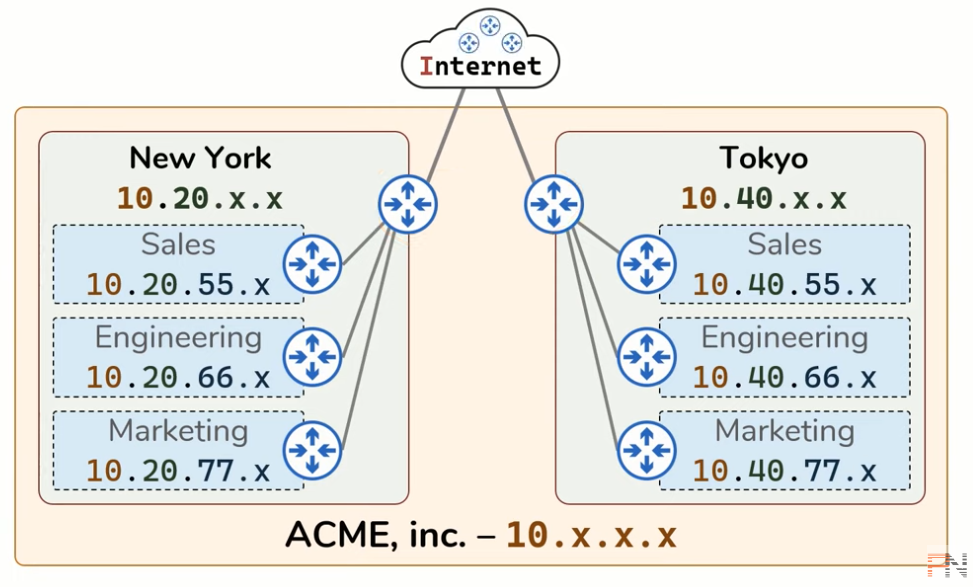 Internet
New York
10.20.x.x
Sales
10.20.55.x
Engineering
10.20.66.x
Marketing
10.20.77.x
Tokyo
10.40.x.x
Sales
10.40.55.x
Engineering
10.40.66.x
Marketing
10.40.77.x
ACME, inc. – 10.x.x.x